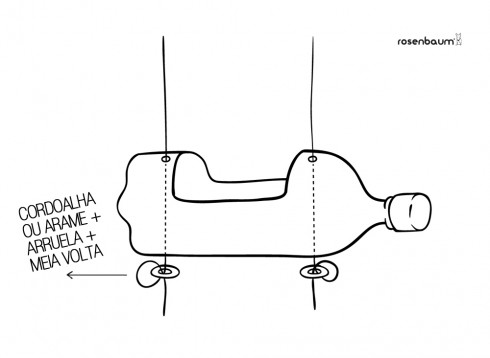 rosenbaum
CORDOALHA
OU ARAME +
ARRUELA +
MEIA VOLTA